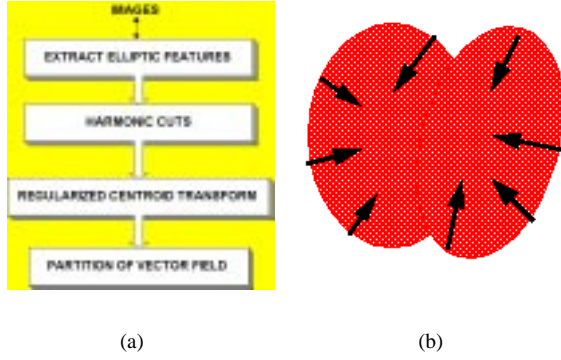 IMAGES
EXTRACT ELLIPTIC FEATURES
HARMONIC CUTS
REGULARIZED CENTROID TRANSFORM
PARTITION OF VECTOR FIELD
(a)
(b)